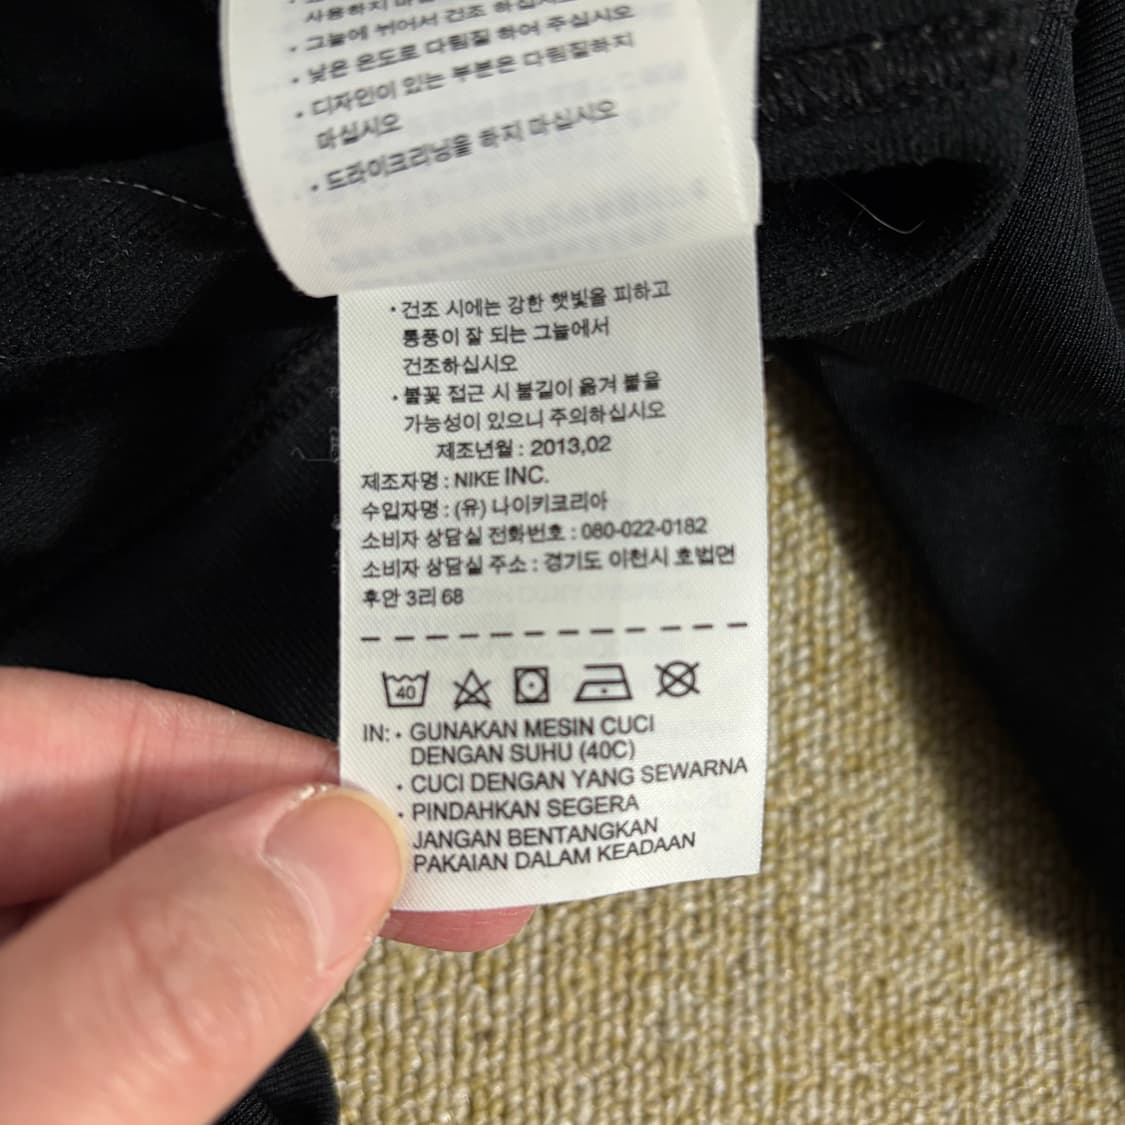 사용하지 마십시오
• 그늘에 뉘어서 건조 하십시오
• 낮은 온도로 다림질 하여 주십시오
• 디자인이 있는 부분은 다림질하지
마십시오
• 드라이크리닝을 하지 마십시오
• 건조 시에는 강한 햇빛을 피하고
통풍이 잘 되는 그늘에서
건조하십시오
• 불꽃 접근 시 불길이 옮겨 붙을
가능성이 있으니 주의하십시오
제조년월 : 2013,02
제조자명 : NIKE INC.
수입자명 : (유) 나이키코리아
소비자 상담실 전화번호 : 080-022-0182
소비자 상담실 주소 : 경기도 이천시 호법면
후안 3리 68
40
IN: • GUNAKAN MESIN CUCI
DENGAN SUHU (40C)
• CUCI DENGAN YANG SEWARNA
• PINDAHKAN SEGERA
JANGAN BENTANGKAN
PAKAIAN DALAM KEADAAN